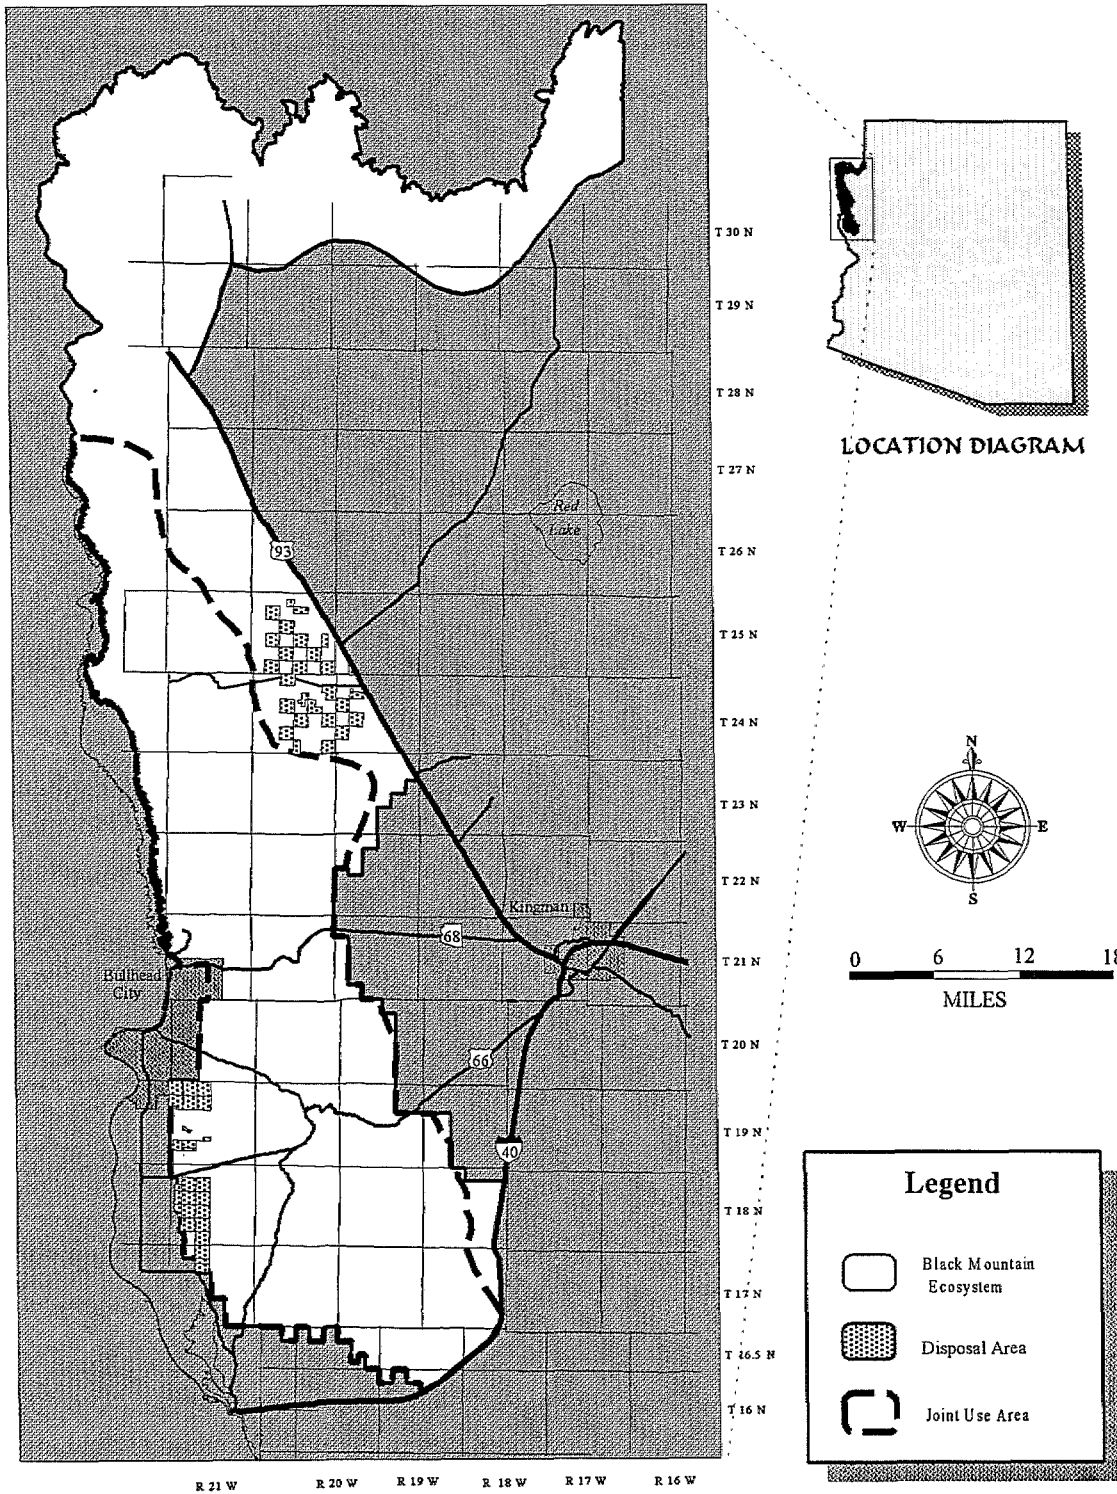 T 30 N
T 29 N
T 28 N
LOCATION DIAGRAM
T 27 N
Red
Lake
93
T 26 N
T 25 N
T 24 N
N
T 23 N
W
E
T 22 N
S
Kingman
68
0 6 12 18
T 21 N
Bullhead
City
MILES
T 20 N
66
T 19 N
40
Legend
T 18 N
Black Mountain
Ecosystem
T 17 N
Disposal Area
T 16.5 N
T 16 N
Joint Use Area
R 21 W R 20 W R 19 W R 18 W R 17 W R 16 W